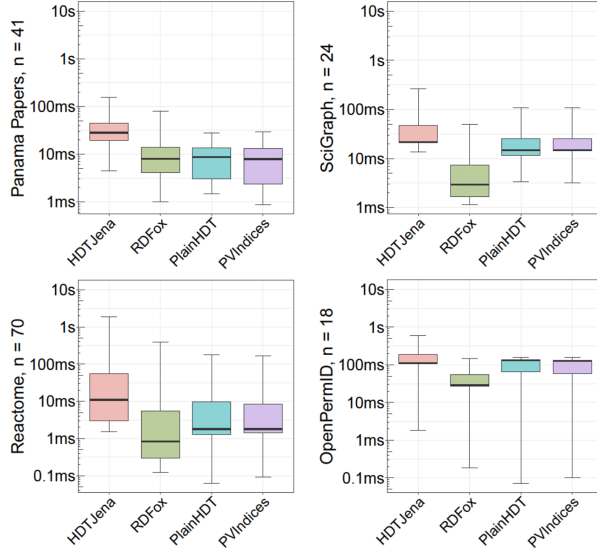 Panama Papers, n = 41
10s
1s
100ms
10ms
1ms
HDTJena
RDFox
PlainHDT
PVIndices
SciGraph, n = 24
10s
1s
100ms
10ms
1ms
HDTJena
RDFox
PlainHDT
PVIndices
Reactome, n = 70
10s
1s
100ms
10ms
1ms
0.1ms
HDTJena
RDFox
PlainHDT
PVIndices
OpenPermID, n = 18
10s
1s
100ms
10ms
1ms
0.1ms
HDTJena
RDFox
PlainHDT
PVIndices